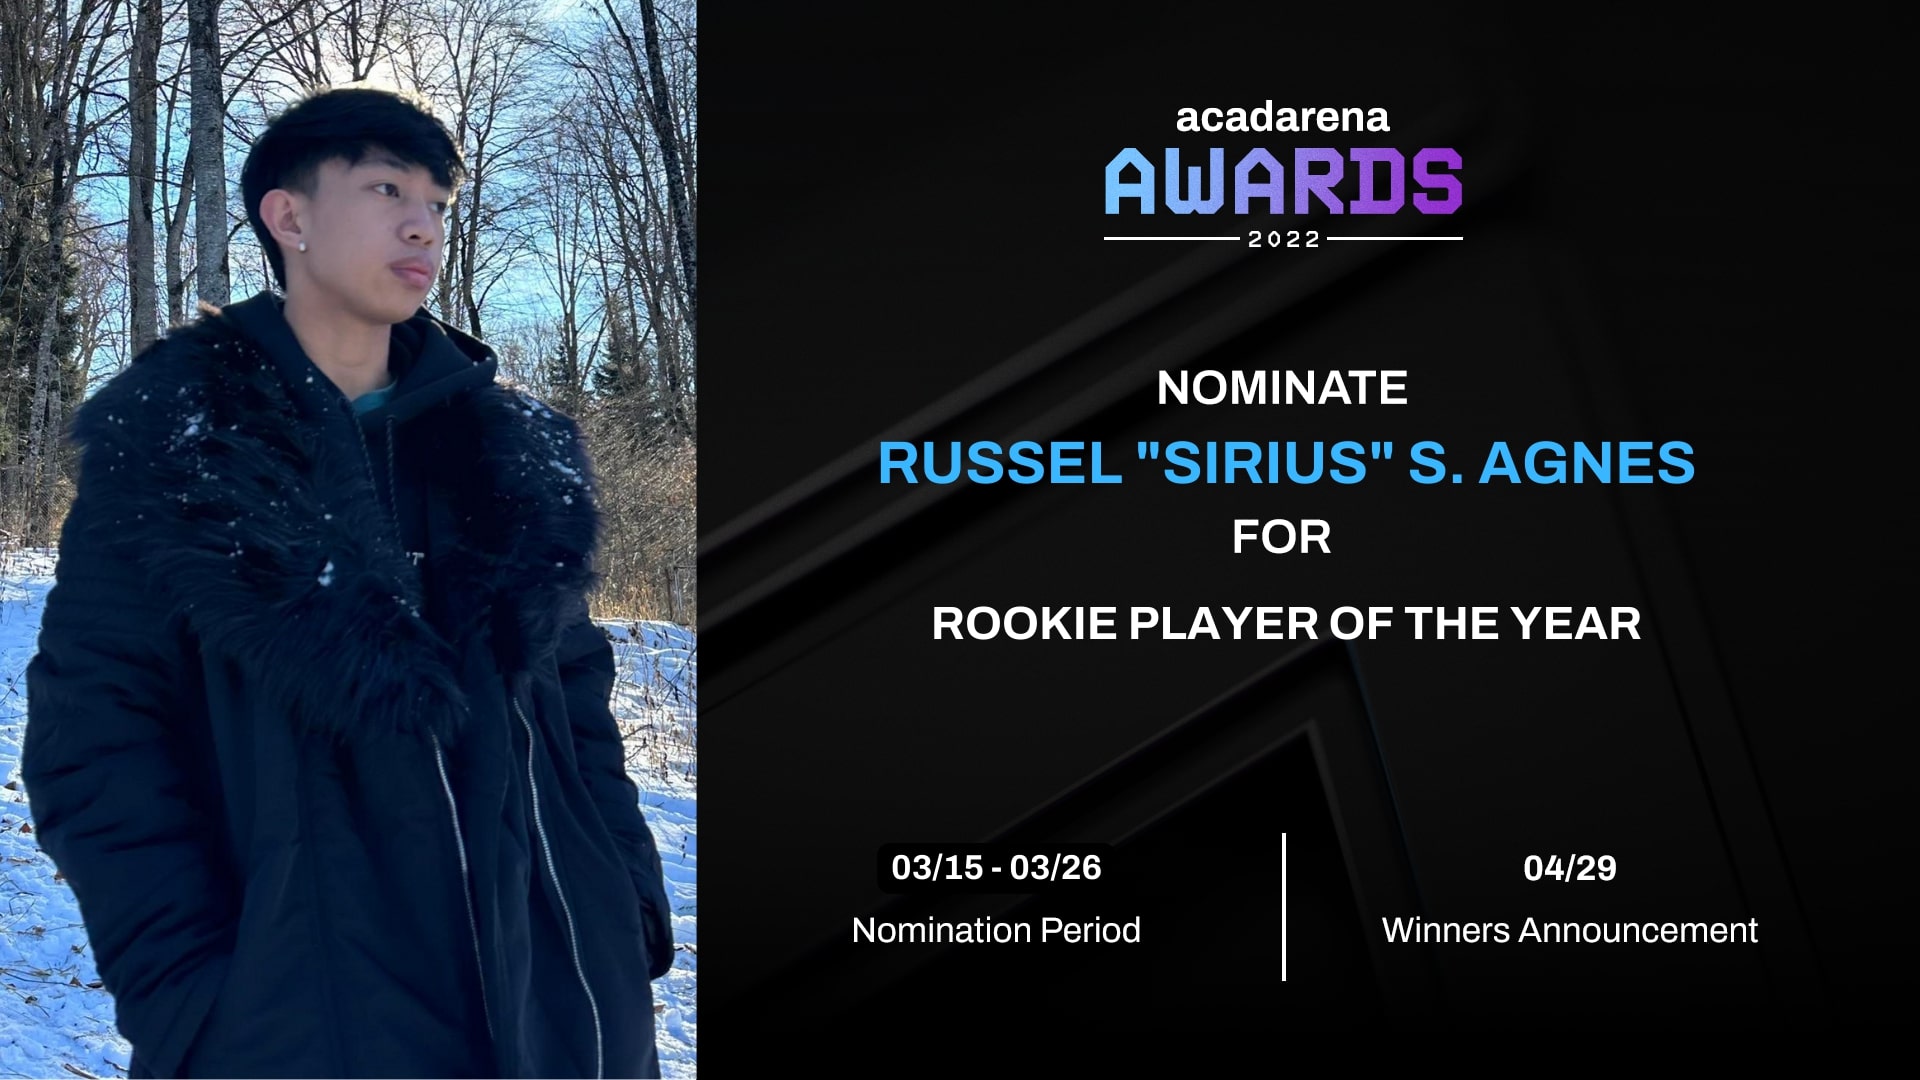 acadarena
AWARDS
2022
NOMINATE
RUSSEL "SIRIUS" S. AGNES
FOR
ROOKIE PLAYER OF THE YEAR
03/15 - 03/26
Nomination Period
04/29
Winners Announcement